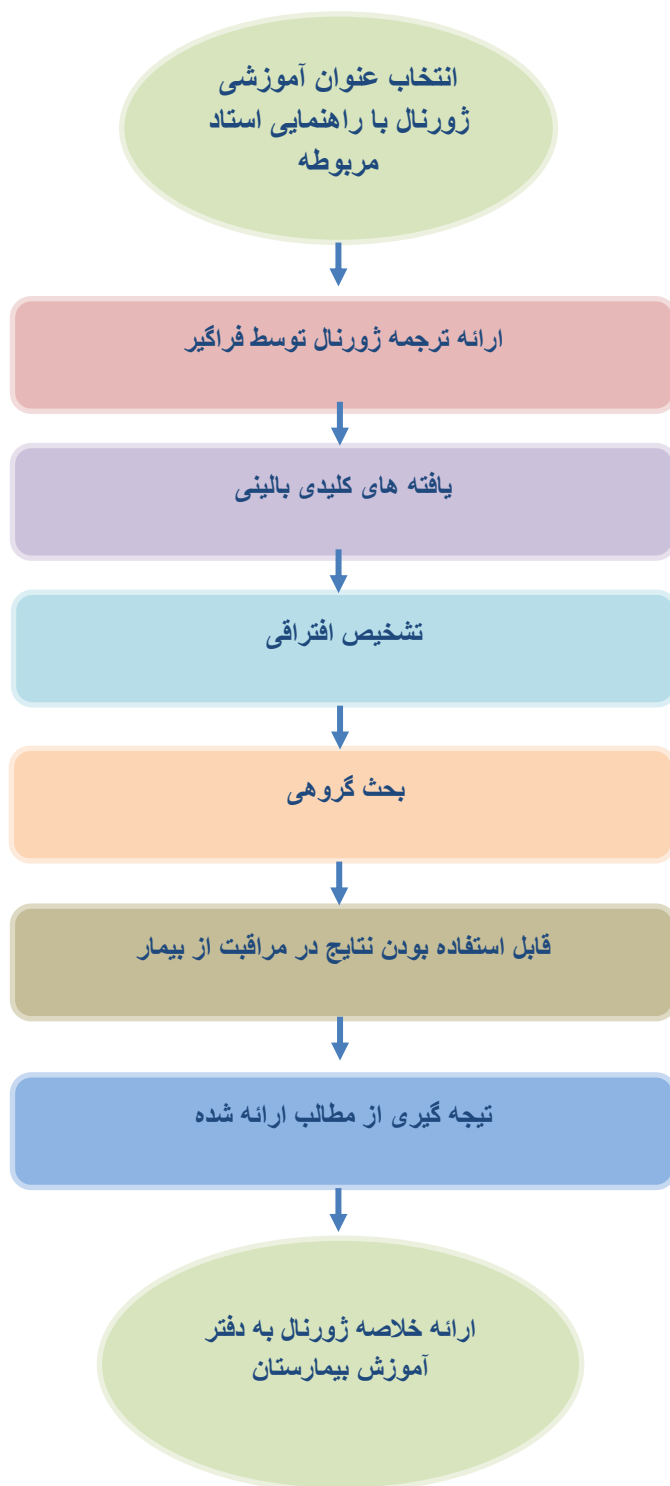 انتخاب عنوان آموزشی
ژورنال با راهنمایی استاد
مربوطه
ارائه ترجمه ژورنال توسط فراگیر
یافته های کلیدی بالینی
تشخیص افتراقی
بحث گروهی
قابل استفاده بودن نتایج در مراقبت از بیمار
تیجه گیری از مطالب ارائه شده
ارائه خلاصه ژورنال به دفتر
آموزش بیمارستان